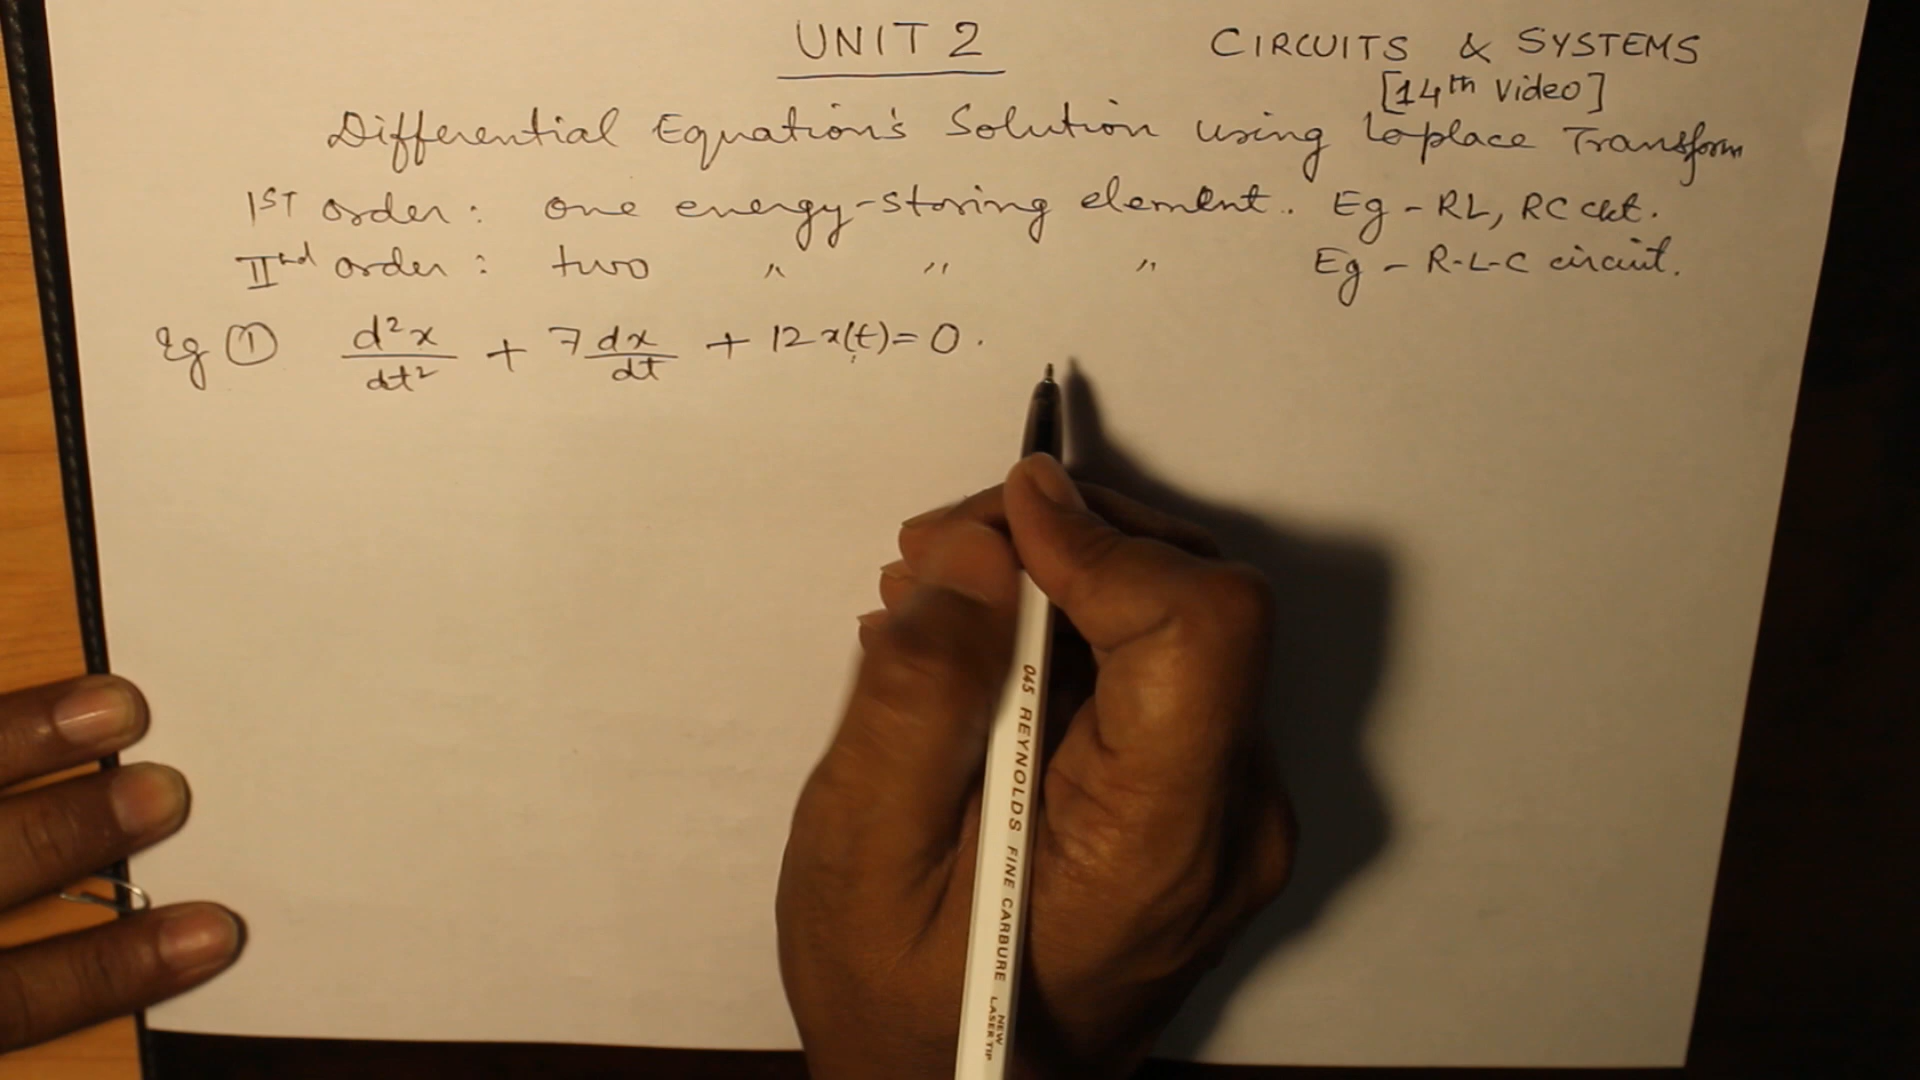 UNIT 2
CIRCUITS & SYSTEMS
[14th Video]
Differential Equation's Solution using Laplace Transform
1ST order : one energy-storing element. Eg - RL, RC ckt.
IInd order : two " " " Eg - R-L-C circuit.
Eg ① d²x/dt² + 7 dx/dt + 12 x(t) = 0.
045 REYNOLDS FINE CARBURE NEW LASER TIP